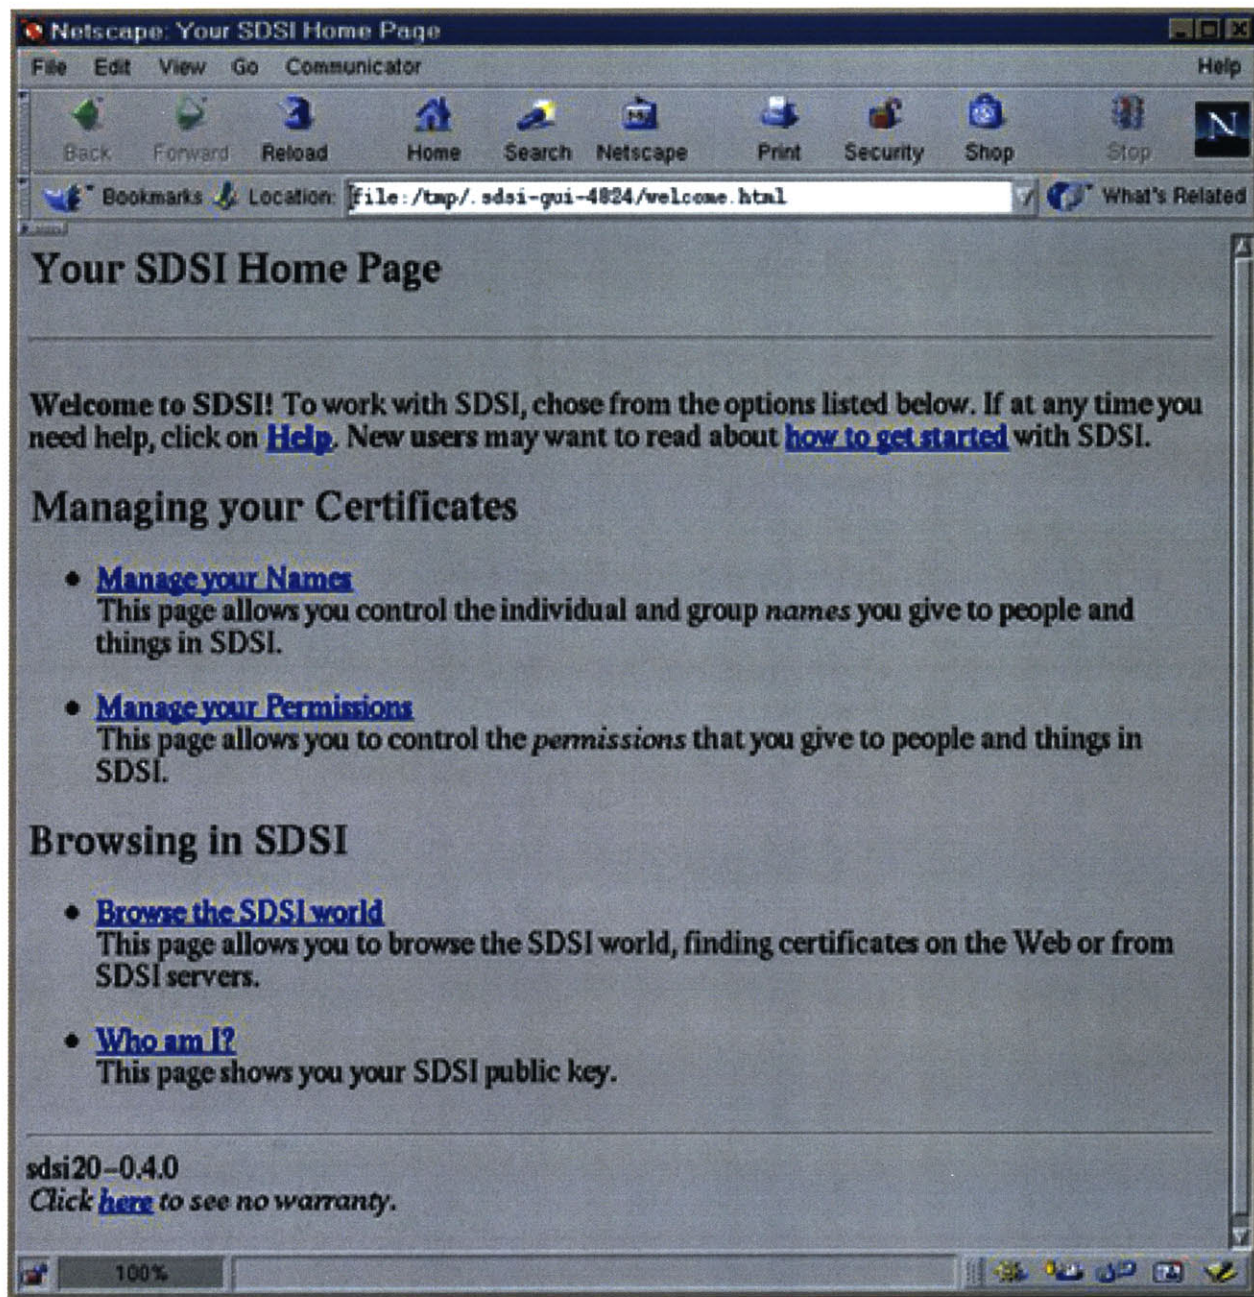 Netscape: Your SDSI Home Page
File Edit View Go Communicator Help
Back Forward Reload Home Search Netscape Print Security Shop Stop
N
Bookmarks Location: file:/tmp/.sdsi-gui-4824/welcome.html What's Related
Your SDSI Home Page
Welcome to SDSI! To work with SDSI, chose from the options listed below. If at any time you
need help, click on Help. New users may want to read about how to get started with SDSI.
Managing your Certificates
• Manage your Names
This page allows you control the individual and group names you give to people and
things in SDSI.
• Manage your Permissions
This page allows you to control the permissions that you give to people and things in
SDSI.
Browsing in SDSI
• Browse the SDSI world
This page allows you to browse the SDSI world, finding certificates on the Web or from
SDSI servers.
• Who am I?
This page shows you your SDSI public key.
sdsi20-0.4.0
Click here to see no warranty.
100%